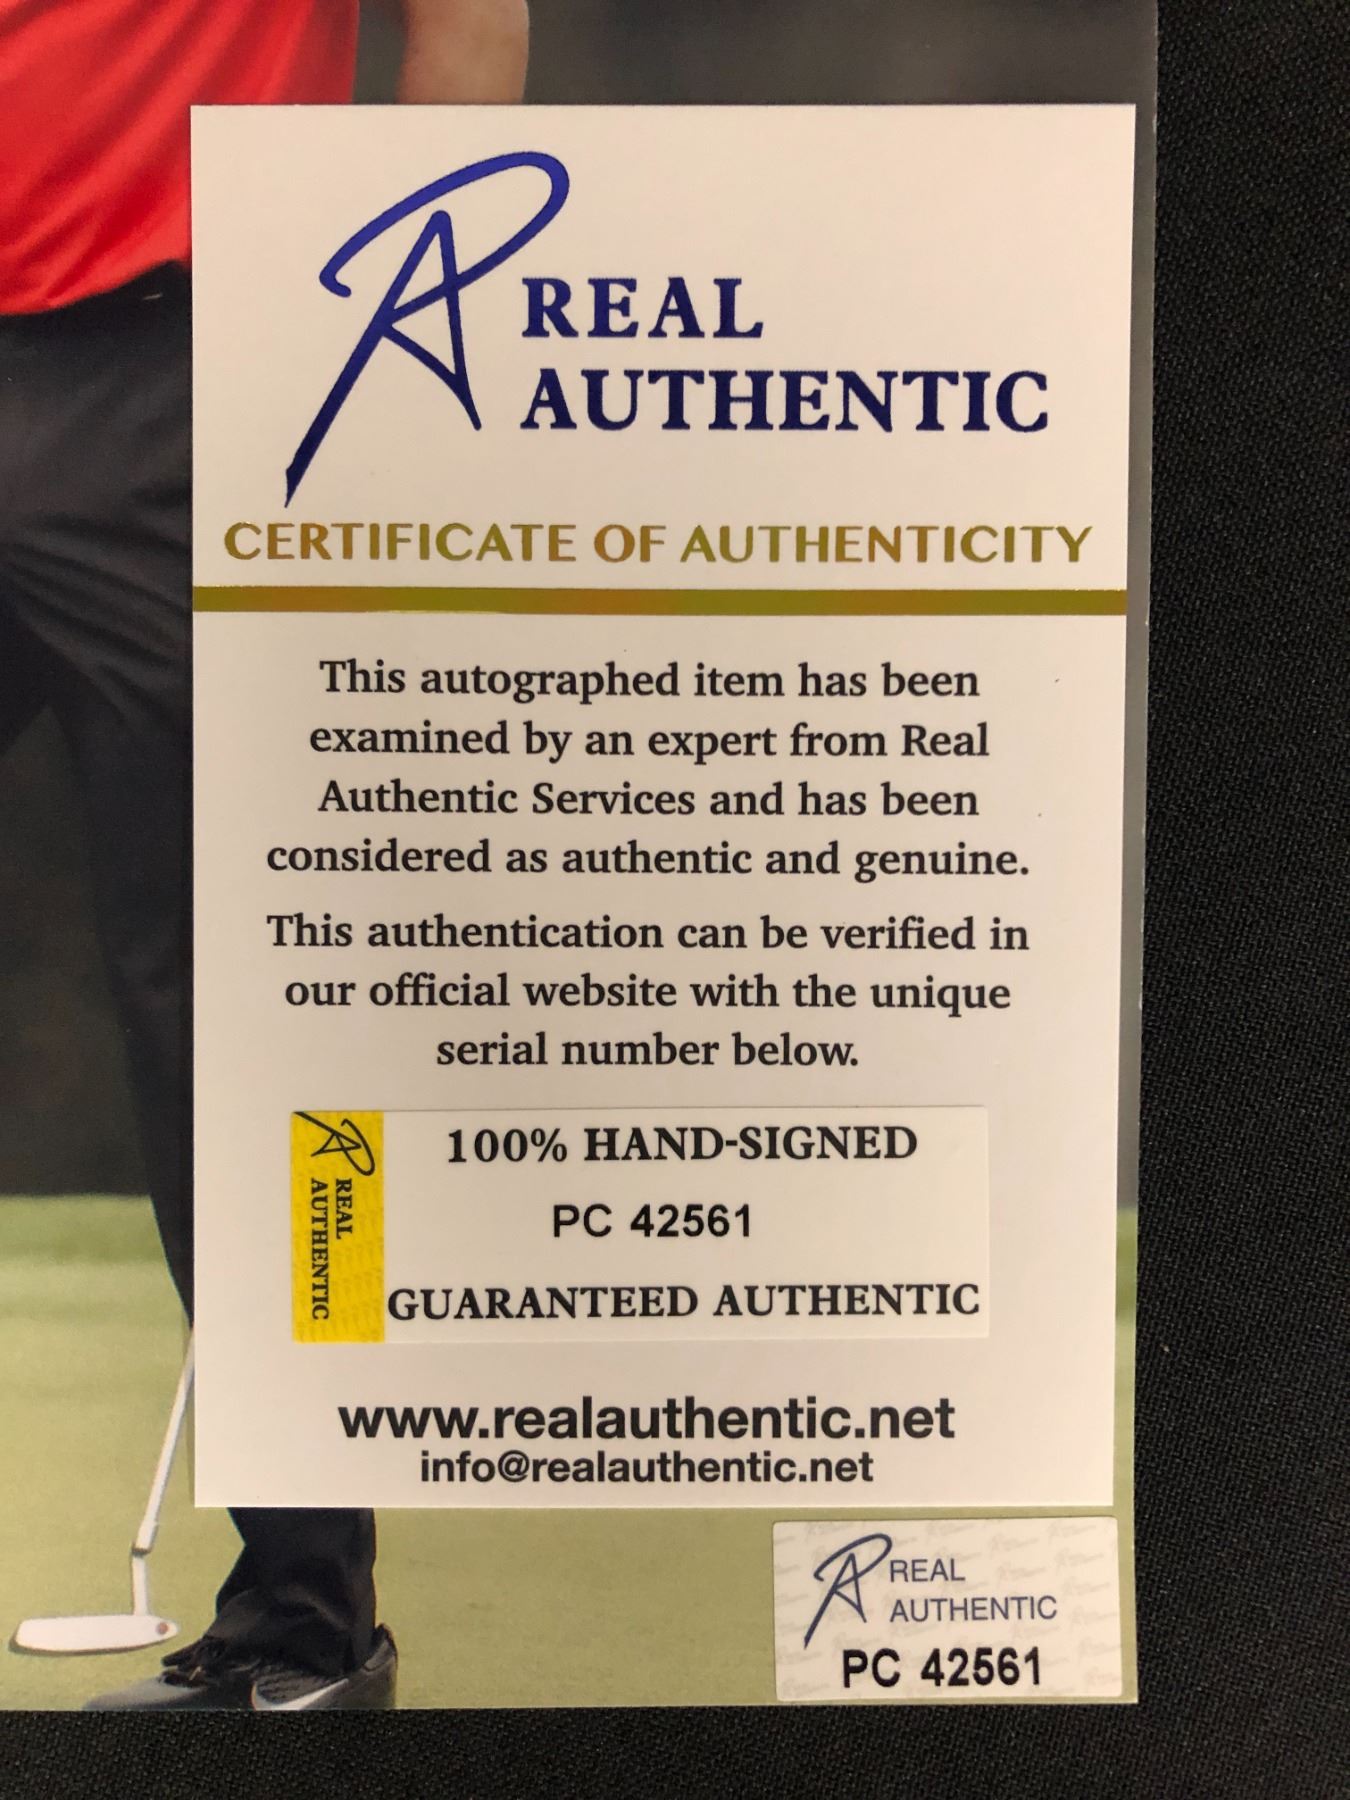 REAL
AUTHENTIC
CERTIFICATE OF AUTHENTICITY
This autographed item has been
examined by an expert from Real
Authentic Services and has been
considered as authentic and genuine.
This authentication can be verified in
our official website with the unique
serial number below.
REAL
AUTHENTIC
100% HAND-SIGNED
PC 42561
GUARANTEED AUTHENTIC
www.realauthentic.net
info@realauthentic.net
REAL
AUTHENTIC
PC 42561